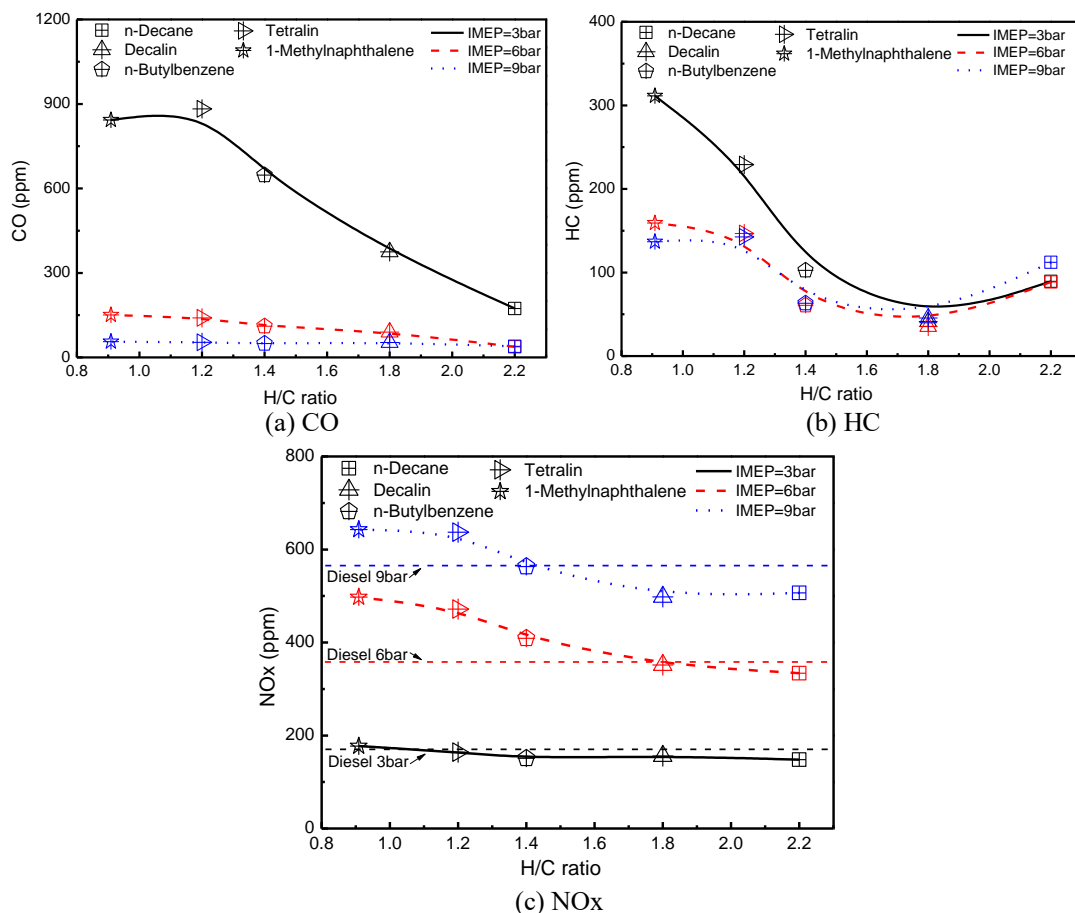 n-Decane
Tetralin
IMEP=3bar
Decalin
1-Methylnaphthalene
IMEP=6bar
n-Butylbenzene
IMEP=9bar
1200
900
600
300
0
CO (ppm)
0.8 1.0 1.2 1.4 1.6 1.8 2.0 2.2
H/C ratio
(a) CO
n-Decane
Tetralin
IMEP=3bar
Decalin
1-Methylnaphthalene
IMEP=6bar
n-Butylbenzene
IMEP=9bar
400
300
200
100
0
HC (ppm)
0.8 1.0 1.2 1.4 1.6 1.8 2.0 2.2
H/C ratio
(b) HC
n-Decane
Tetralin
IMEP=3bar
Decalin
1-Methylnaphthalene
IMEP=6bar
n-Butylbenzene
IMEP=9bar
800
600
400
200
0
NOx (ppm)
Diesel 9bar
Diesel 6bar
Diesel 3bar
0.8 1.0 1.2 1.4 1.6 1.8 2.0 2.2
H/C ratio
(c) NOx